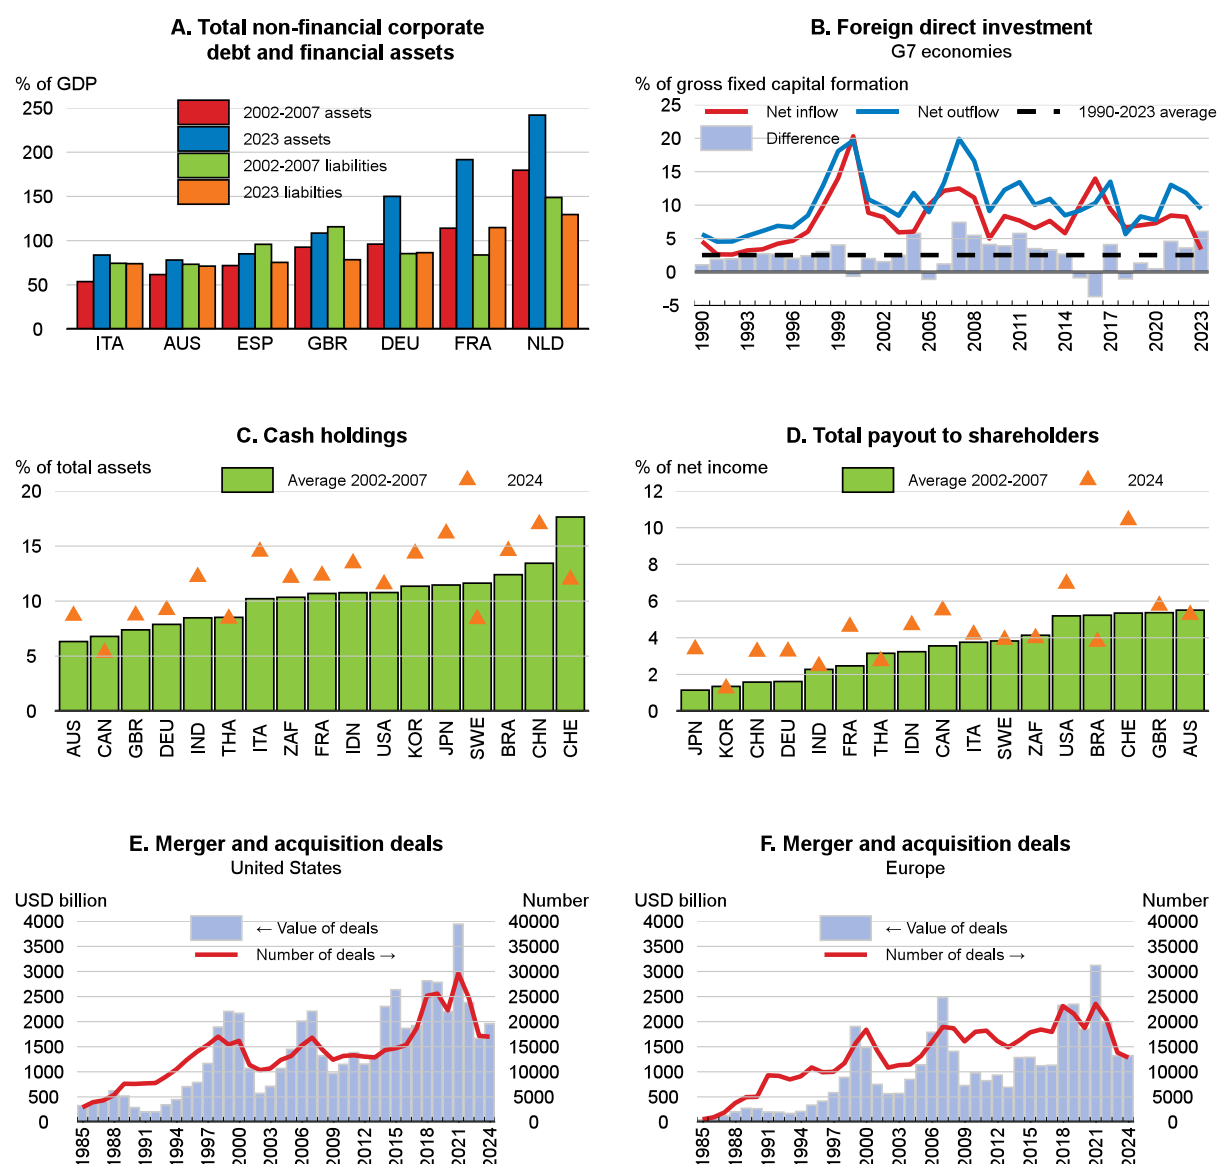 A. Total non-financial corporate
debt and financial assets
% of GDP
250
200
150
100
50
0
2002-2007 assets
2023 assets
2002-2007 liabilities
2023 liabilties
ITA AUS ESP GBR DEU FRA NLD
B. Foreign direct investment
G7 economies
% of gross fixed capital formation
25
20
15
10
5
0
-5
Net inflow Net outflow 1990-2023 average
Difference
1990 1993 1996 1999 2002 2005 2008 2011 2014 2017 2020 2023
C. Cash holdings
% of total assets
20
15
10
5
0
Average 2002-2007 2024
AUS CAN GBR DEU IND THA ITA ZAF FRA IDN USA KOR JPN SWE BRA CHN CHE
D. Total payout to shareholders
% of net income
12
10
8
6
4
2
0
Average 2002-2007 2024
JPN KOR CHN DEU IND FRA THA IDN CAN ITA SWE ZAF USA BRA CHE GBR AUS
E. Merger and acquisition deals
United States
USD billion Number
4000 40000
3500 35000
3000 30000
2500 25000
2000 20000
1500 15000
1000 10000
500 5000
0 0
← Value of deals
Number of deals →
1985 1988 1991 1994 1997 2000 2003 2006 2009 2012 2015 2018 2021 2024
F. Merger and acquisition deals
Europe
USD billion Number
4000 40000
3500 35000
3000 30000
2500 25000
2000 20000
1500 15000
1000 10000
500 5000
0 0
← Value of deals
Number of deals →
1985 1988 1991 1994 1997 2000 2003 2006 2009 2012 2015 2018 2021 2024